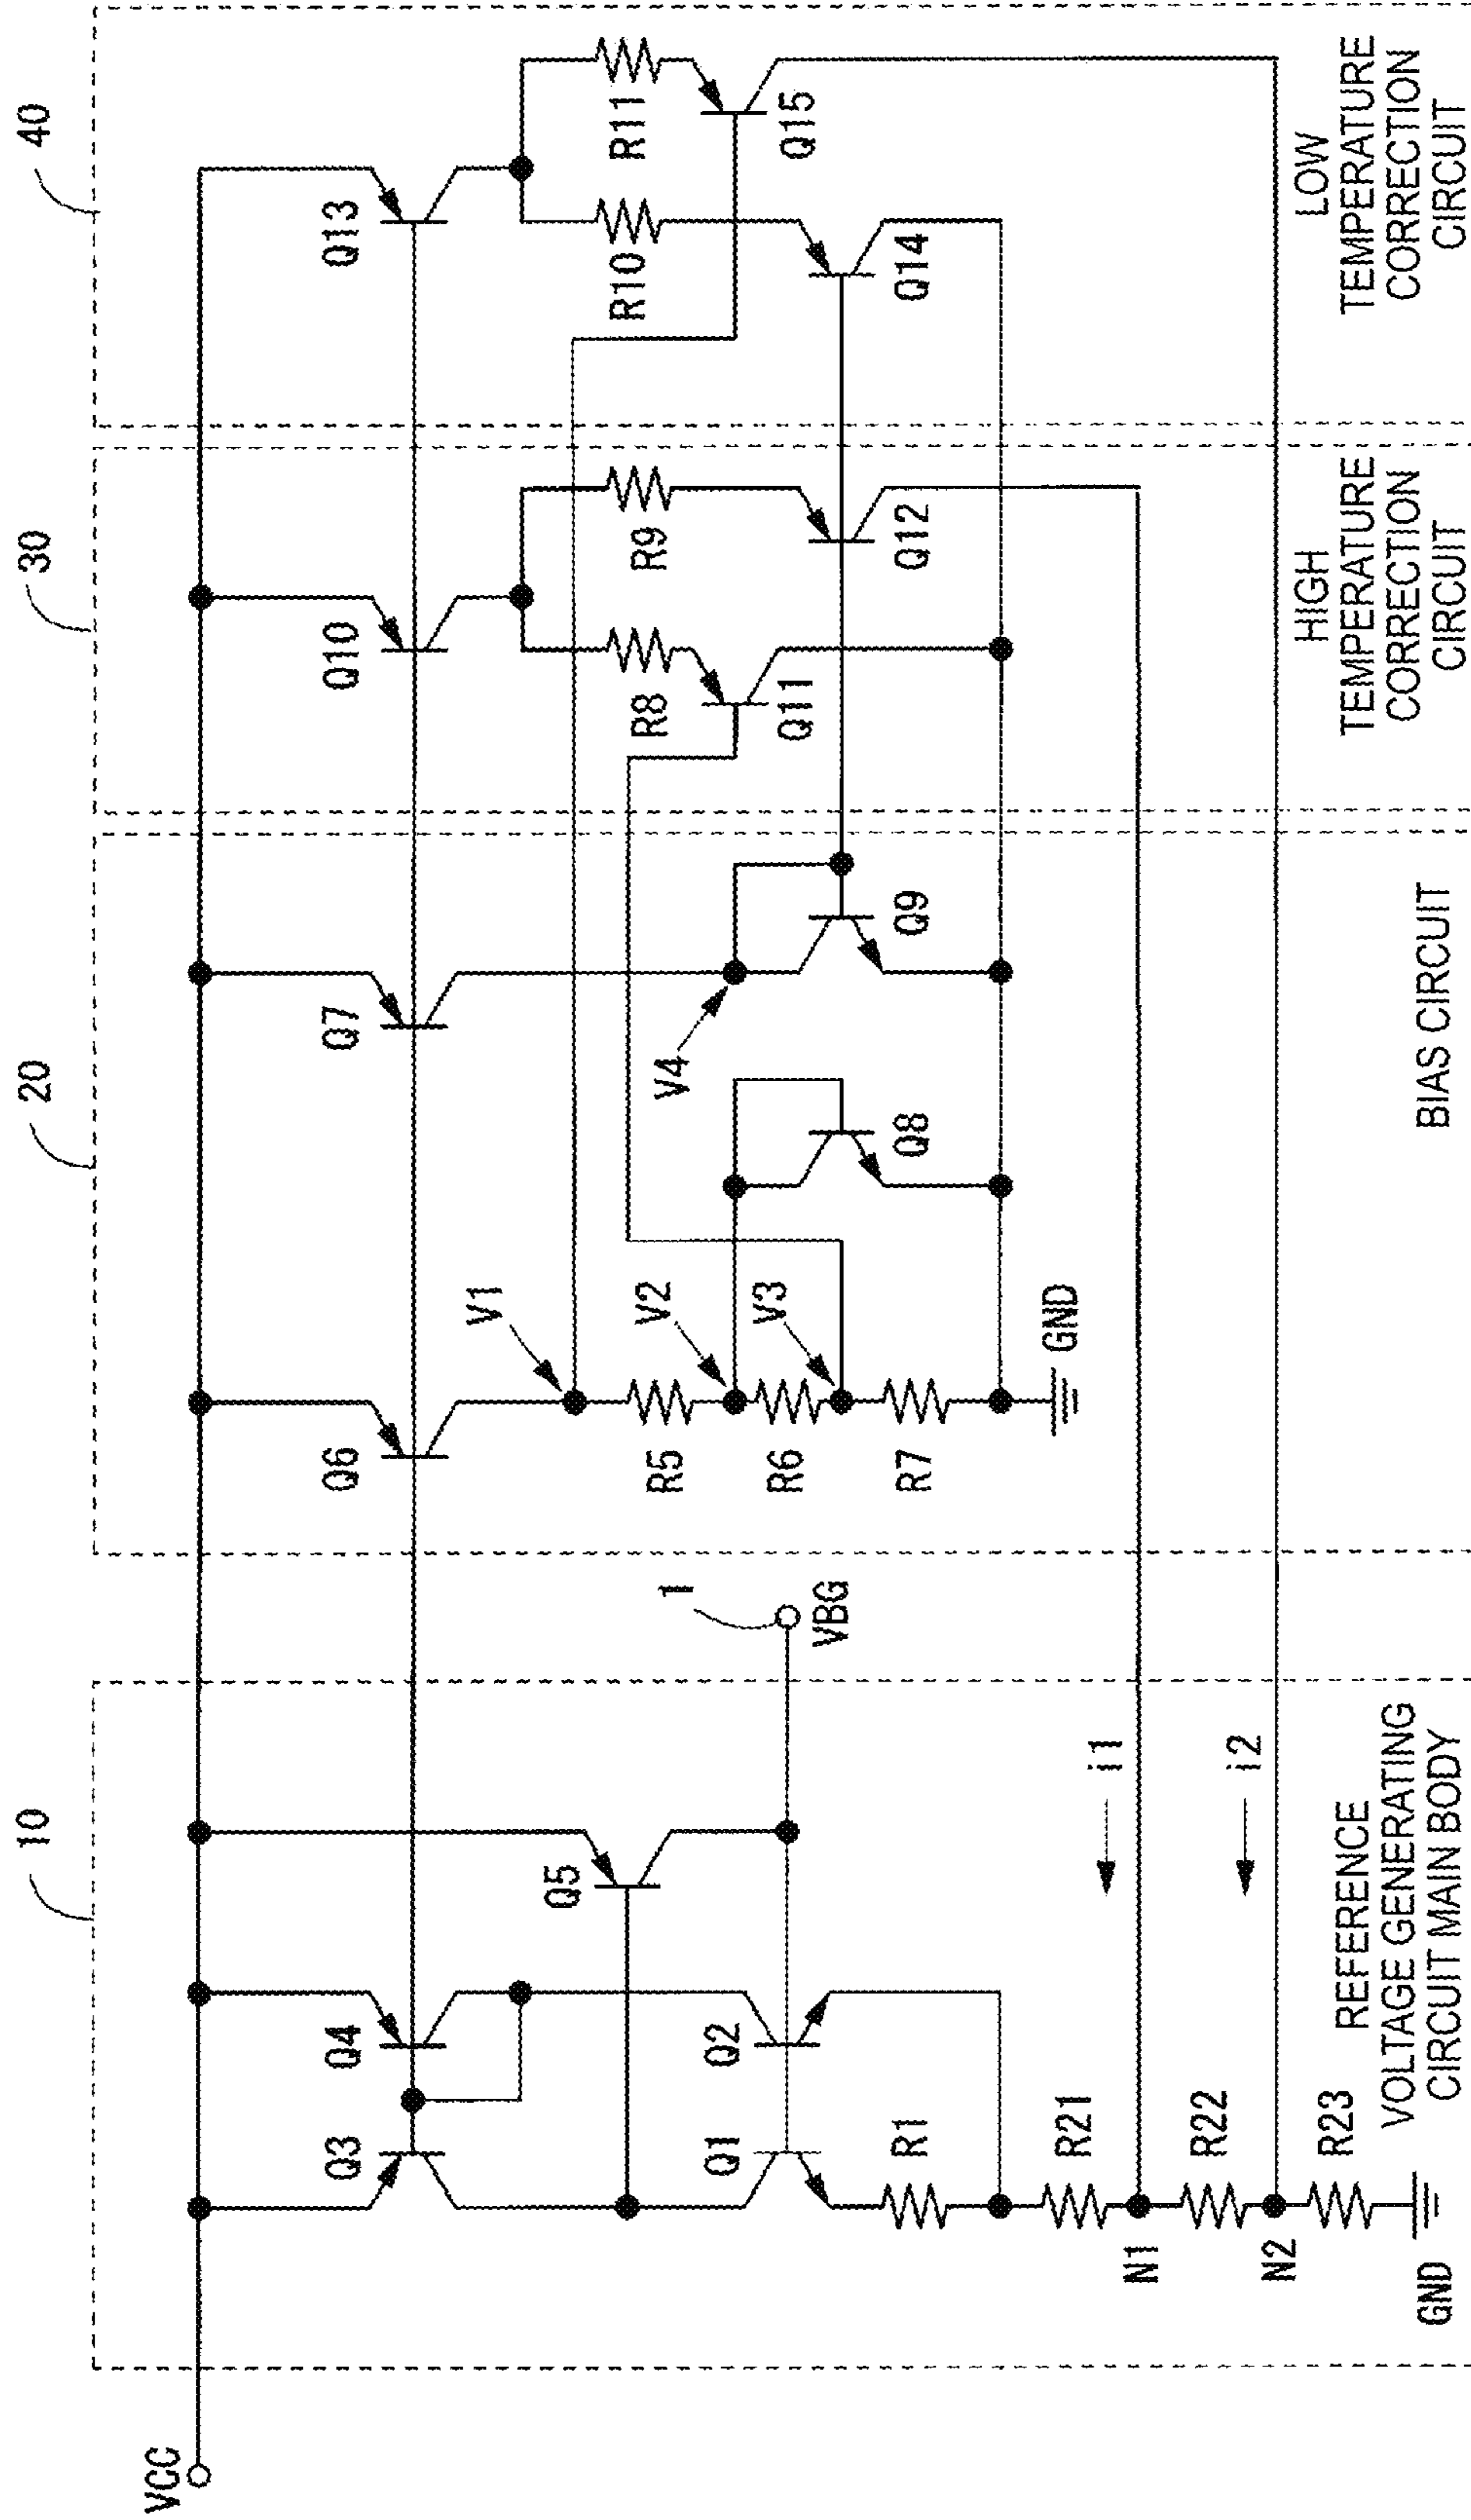 10
20
30
40
VCC
Q3
Q4
Q5
Q6
Q7
Q10
Q13
V1
R5
V2
R6
V3
R7
V4
Q8
Q9
R8
R9
Q11
Q12
R10
R11
Q14
Q15
Q1
Q2
1
VBG
R1
R21
N1
R22
N2
R23
GND
GND
i1
i2
REFERENCE
VOLTAGE GENERATING
CIRCUIT MAIN BODY
BIAS CIRCUIT
HIGH
TEMPERATURE
CORRECTION
CIRCUIT
LOW
TEMPERATURE
CORRECTION
CIRCUIT